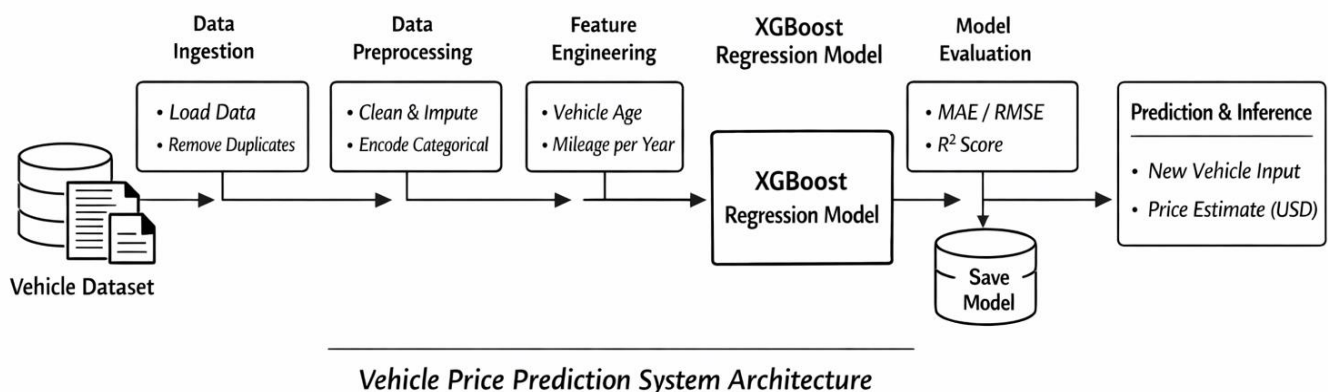 Data
Ingestion
• Load Data
• Remove Duplicates
Data
Preprocessing
• Clean & Impute
• Encode Categorical
Feature
Engineering
• Vehicle Age
• Mileage per Year
XGBoost
Regression Model
XGBoost
Regression Model
Model
Evaluation
• MAE / RMSE
• R² Score
Save
Model
Prediction & Inference
• New Vehicle Input
• Price Estimate (USD)
Vehicle Dataset
Vehicle Price Prediction System Architecture